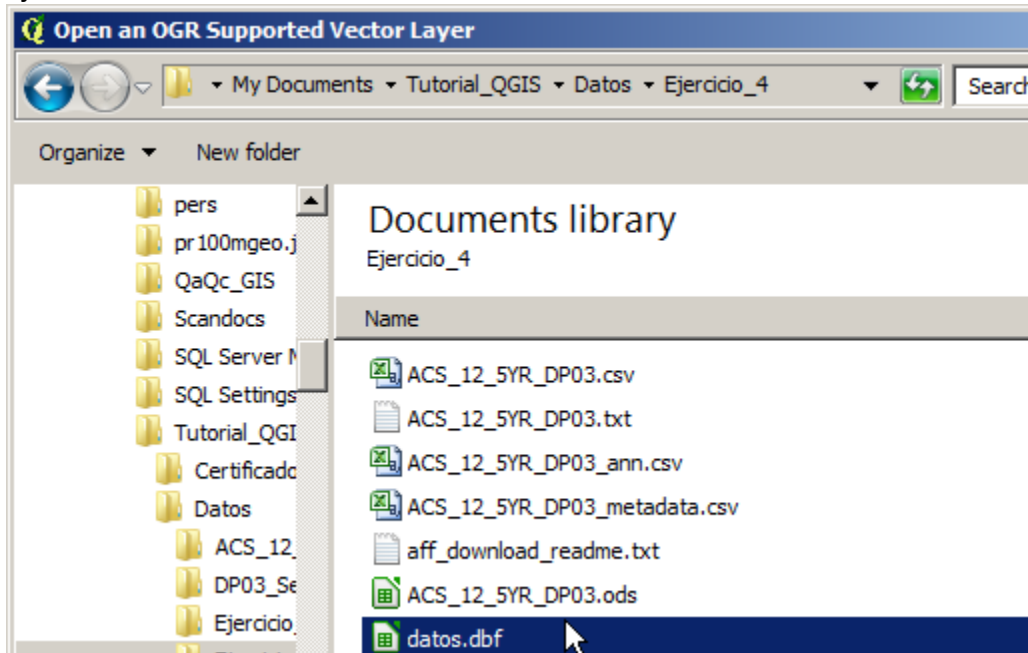 Open an OGR Supported Vector Layer
My Documents Tutorial_QGIS Datos Ejercicio_4 Search
Organize New folder
pers
pr100mgeo.j
QaQc_GIS
Scandocs
SQL Server
SQL Settings
Tutorial_QGI
Certificado
Datos
ACS_12_
DP03_Se
Ejercicio_
Documents library
Ejercicio_4
Name
ACS_12_5YR_DP03.csv
ACS_12_5YR_DP03.txt
ACS_12_5YR_DP03_ann.csv
ACS_12_5YR_DP03_metadata.csv
aff_download_readme.txt
ACS_12_5YR_DP03.ods
datos.dbf